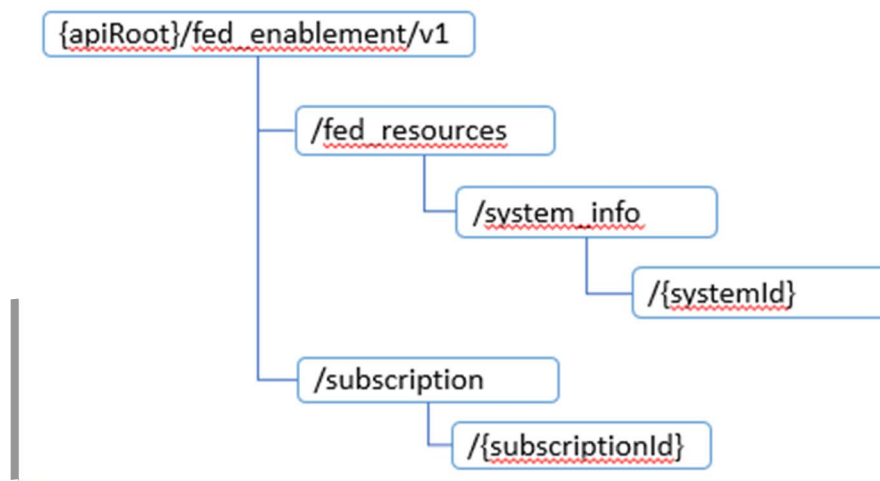 {apiRoot}/fed_enablement/v1
/fed_resources
/system_info
/{systemId}
/subscription
/{subscriptionId}